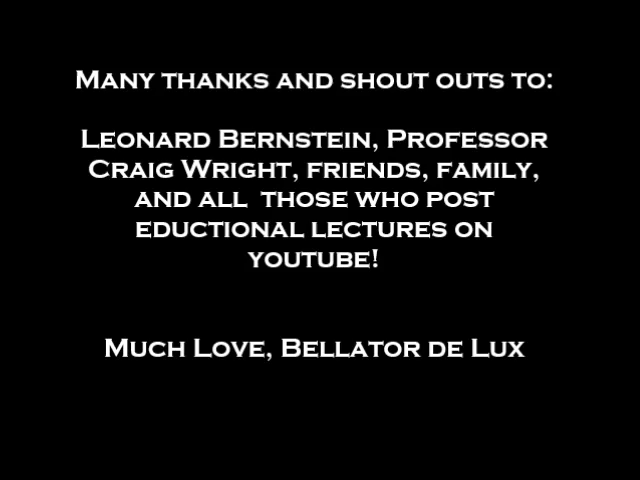 Many thanks and shout outs to:
Leonard Bernstein, Professor
Craig Wright, friends, family,
and all  those who post
eductional lectures on
youtube!
Much Love, Bellator de Lux